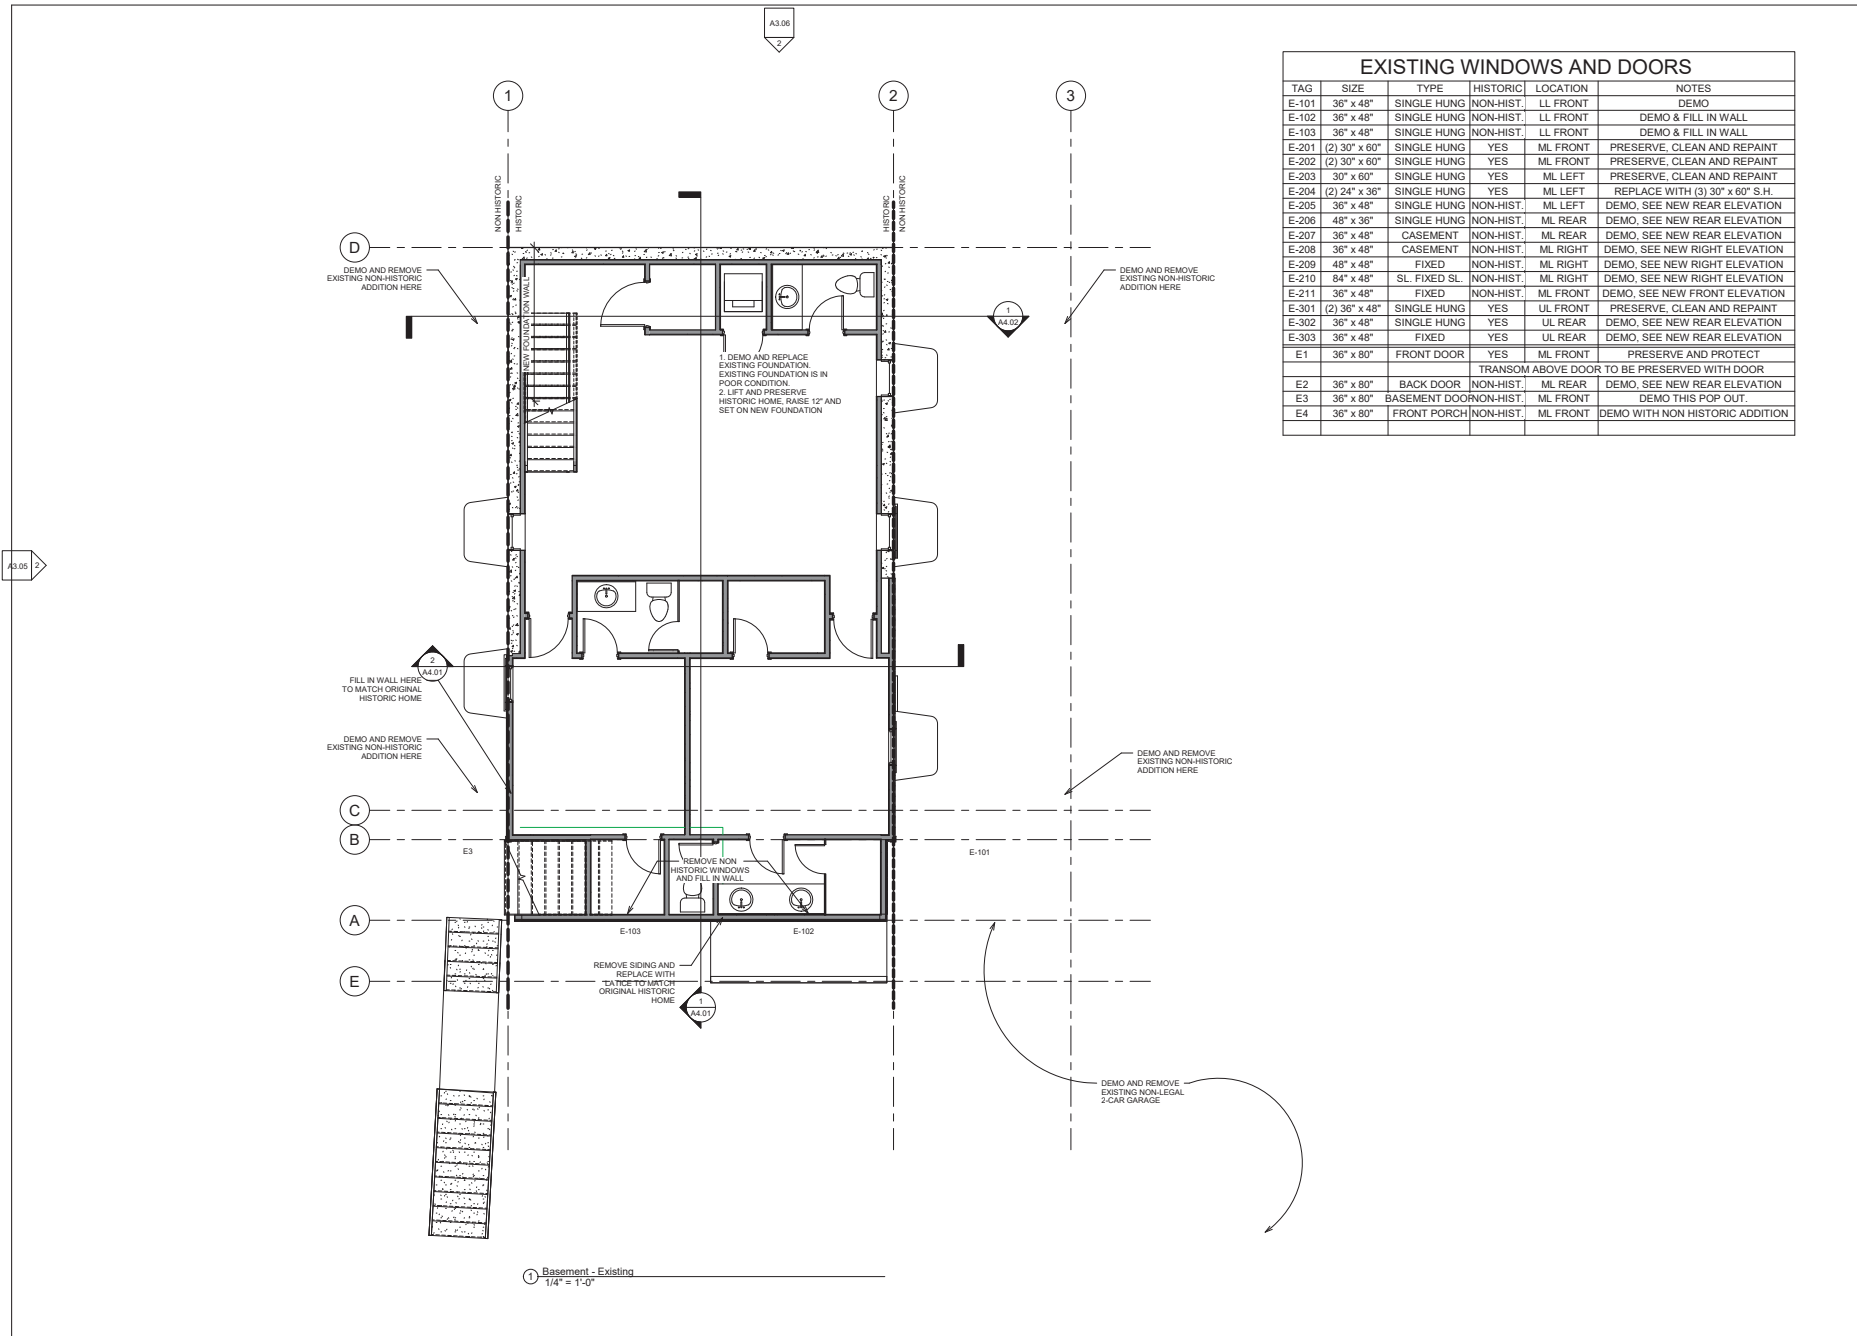 A3.06
2
1
2
3
NON HISTORIC
HISTORIC
HISTORIC
NON HISTORIC
D
DEMO AND REMOVE
EXISTING NON-HISTORIC
ADDITION HERE
DEMO AND REMOVE
EXISTING NON-HISTORIC
ADDITION HERE
1
A4.02
NEW FOUNDATION WALL
1. DEMO AND REPLACE
EXISTING FOUNDATION.
EXISTING FOUNDATION IS IN
POOR CONDITION.
2. LIFT AND PRESERVE
HISTORIC HOME, RAISE 12" AND
SET ON NEW FOUNDATION
A3.05
2
2
A4.01
FILL IN WALL HERE
TO MATCH ORIGINAL
HISTORIC HOME
DEMO AND REMOVE
EXISTING NON-HISTORIC
ADDITION HERE
DEMO AND REMOVE
EXISTING NON-HISTORIC
ADDITION HERE
C
B
E3
E-101
REMOVE NON
HISTORIC WINDOWS
AND FILL IN WALL
A
E-103
E-102
REMOVE SIDING AND
REPLACE WITH
LATICE TO MATCH
ORIGINAL HISTORIC
HOME
E
1
A4.01
DEMO AND REMOVE
EXISTING NON-LEGAL
2-CAR GARAGE
1 Basement - Existing
1/4" = 1'-0"
EXISTING WINDOWS AND DOORS
TAG SIZE TYPE HISTORIC LOCATION NOTES
E-101 36" x 48" SINGLE HUNG NON-HIST. LL FRONT DEMO
E-102 36" x 48" SINGLE HUNG NON-HIST. LL FRONT DEMO & FILL IN WALL
E-103 36" x 48" SINGLE HUNG NON-HIST. LL FRONT DEMO & FILL IN WALL
E-201 (2) 30" x 60" SINGLE HUNG YES ML FRONT PRESERVE, CLEAN AND REPAINT
E-202 (2) 30" x 60" SINGLE HUNG YES ML FRONT PRESERVE, CLEAN AND REPAINT
E-203 30" x 60" SINGLE HUNG YES ML LEFT PRESERVE, CLEAN AND REPAINT
E-204 (2) 24" x 36" SINGLE HUNG YES ML LEFT REPLACE WITH (3) 30" x 60" S.H.
E-205 36" x 48" SINGLE HUNG NON-HIST. ML LEFT DEMO, SEE NEW REAR ELEVATION
E-206 48" x 36" SINGLE HUNG NON-HIST. ML REAR DEMO, SEE NEW REAR ELEVATION
E-207 36" x 48" CASEMENT NON-HIST. ML REAR DEMO, SEE NEW REAR ELEVATION
E-208 36" x 48" CASEMENT NON-HIST. ML RIGHT DEMO, SEE NEW RIGHT ELEVATION
E-209 48" x 48" FIXED NON-HIST. ML RIGHT DEMO, SEE NEW RIGHT ELEVATION
E-210 84" x 48" SL. FIXED SL. NON-HIST. ML RIGHT DEMO, SEE NEW RIGHT ELEVATION
E-211 36" x 48" FIXED NON-HIST. ML FRONT DEMO, SEE NEW FRONT ELEVATION
E-301 (2) 36" x 48" SINGLE HUNG YES UL FRONT PRESERVE, CLEAN AND REPAINT
E-302 36" x 48" SINGLE HUNG YES UL REAR DEMO, SEE NEW REAR ELEVATION
E-303 36" x 48" FIXED YES UL REAR DEMO, SEE NEW REAR ELEVATION
E1 36" x 80" FRONT DOOR YES ML FRONT PRESERVE AND PROTECT
TRANSOM ABOVE DOOR TO BE PRESERVED WITH DOOR
E2 36" x 80" BACK DOOR NON-HIST. ML REAR DEMO, SEE NEW REAR ELEVATION
E3 36" x 80" BASEMENT DOOR NON-HIST. ML FRONT DEMO THIS POP OUT.
E4 36" x 80" FRONT PORCH NON-HIST. ML FRONT DEMO WITH NON HISTORIC ADDITION